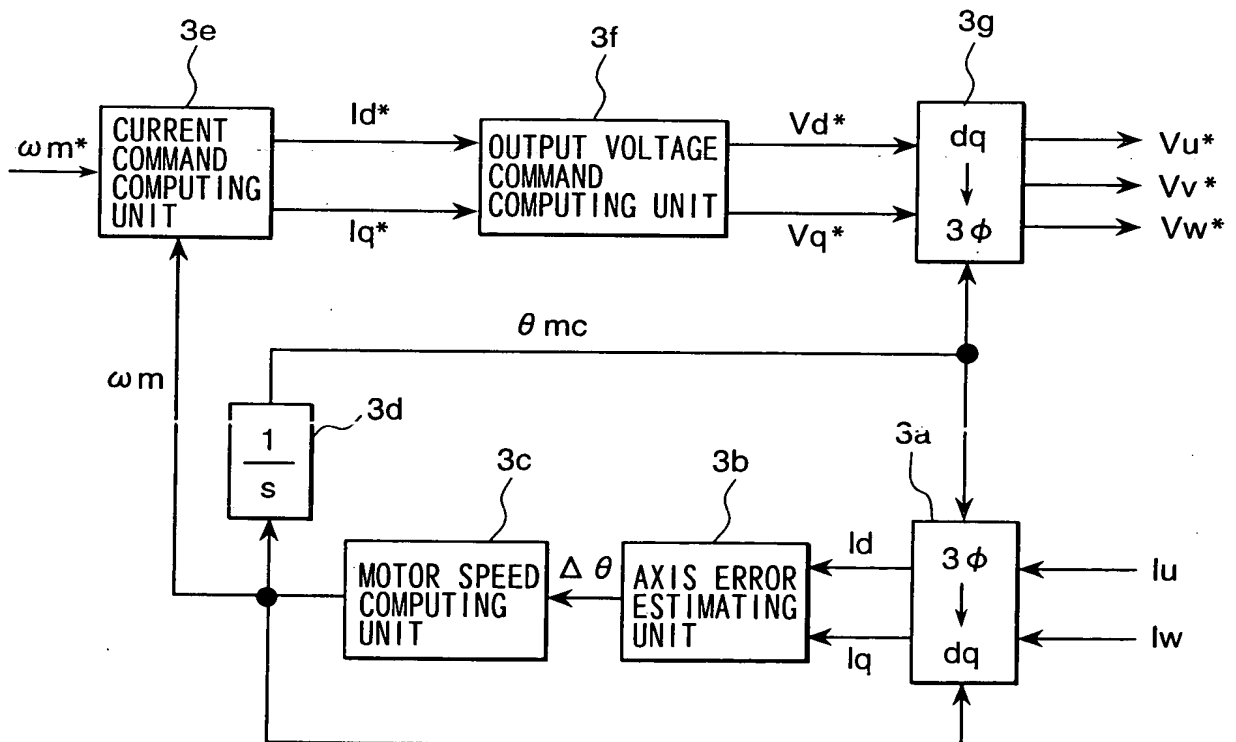 3e
3f
3g
ωm*
CURRENT
COMMAND
COMPUTING
UNIT
Id*
Iq*
OUTPUT VOLTAGE
COMMAND
COMPUTING UNIT
Vd*
Vq*
dq
3φ
Vu*
Vv*
Vw*
θmc
ωm
1
s
3d
3c
3b
3a
MOTOR SPEED
COMPUTING
UNIT
Δθ
AXIS ERROR
ESTIMATING
UNIT
Id
Iq
3φ
dq
Iu
Iw